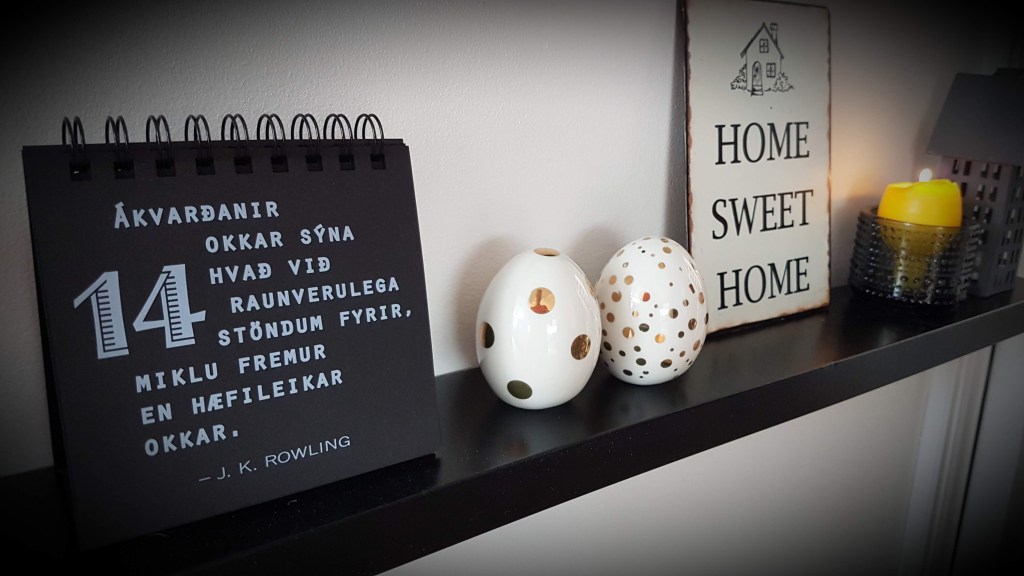 ÁKVARÐANIR
OKKAR SÝNA
HVAÐ VIÐ
14
RAUNVERULEGA
STÖNDUM FYRIR,
MIKLU FREMUR
EN HÆFILEIKAR
OKKAR.
– J. K. ROWLING
HOME
SWEET
HOME